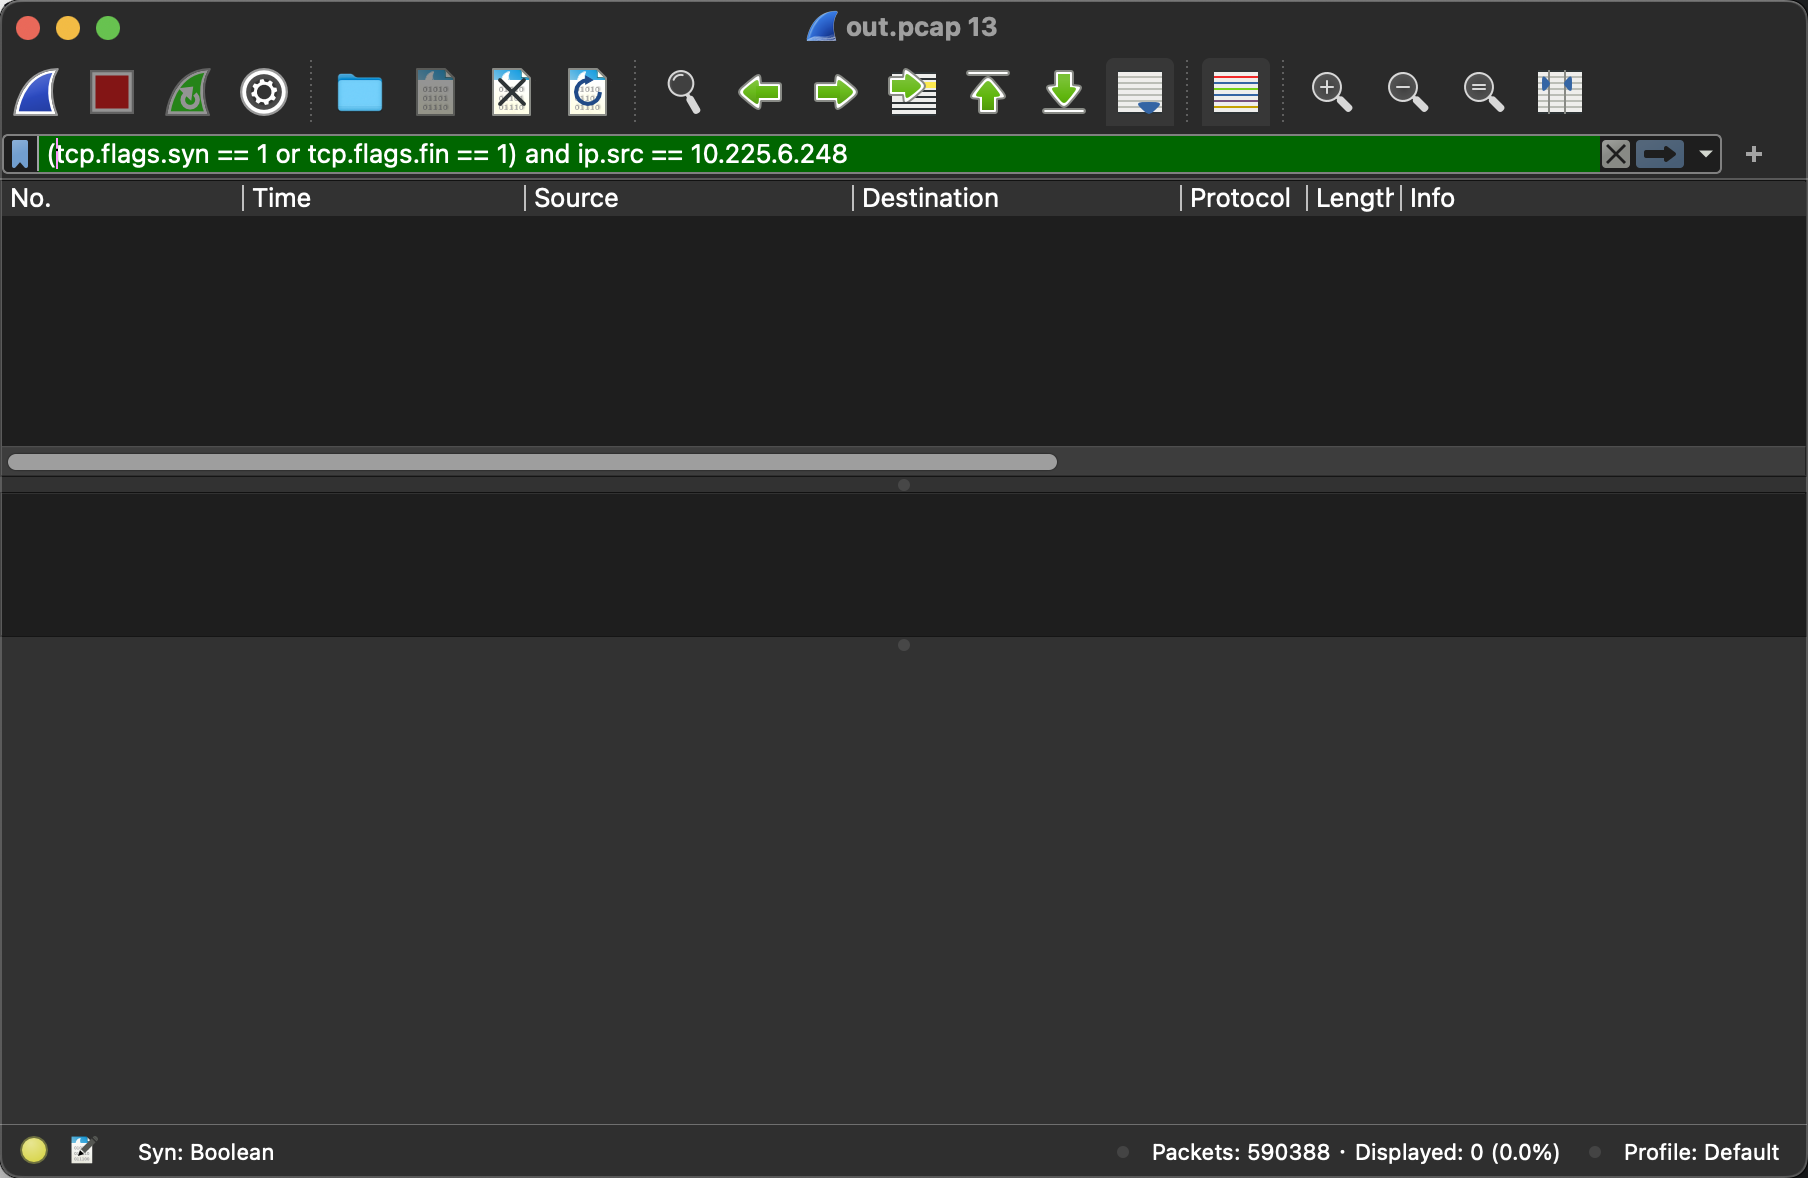 out.pcap 13
(tcp.flags.syn == 1 or tcp.flags.fin == 1) and ip.src == 10.225.6.248
No. Time Source Destination Protocol Length Info
Syn: Boolean Packets: 590388 · Displayed: 0 (0.0%) Profile: Default